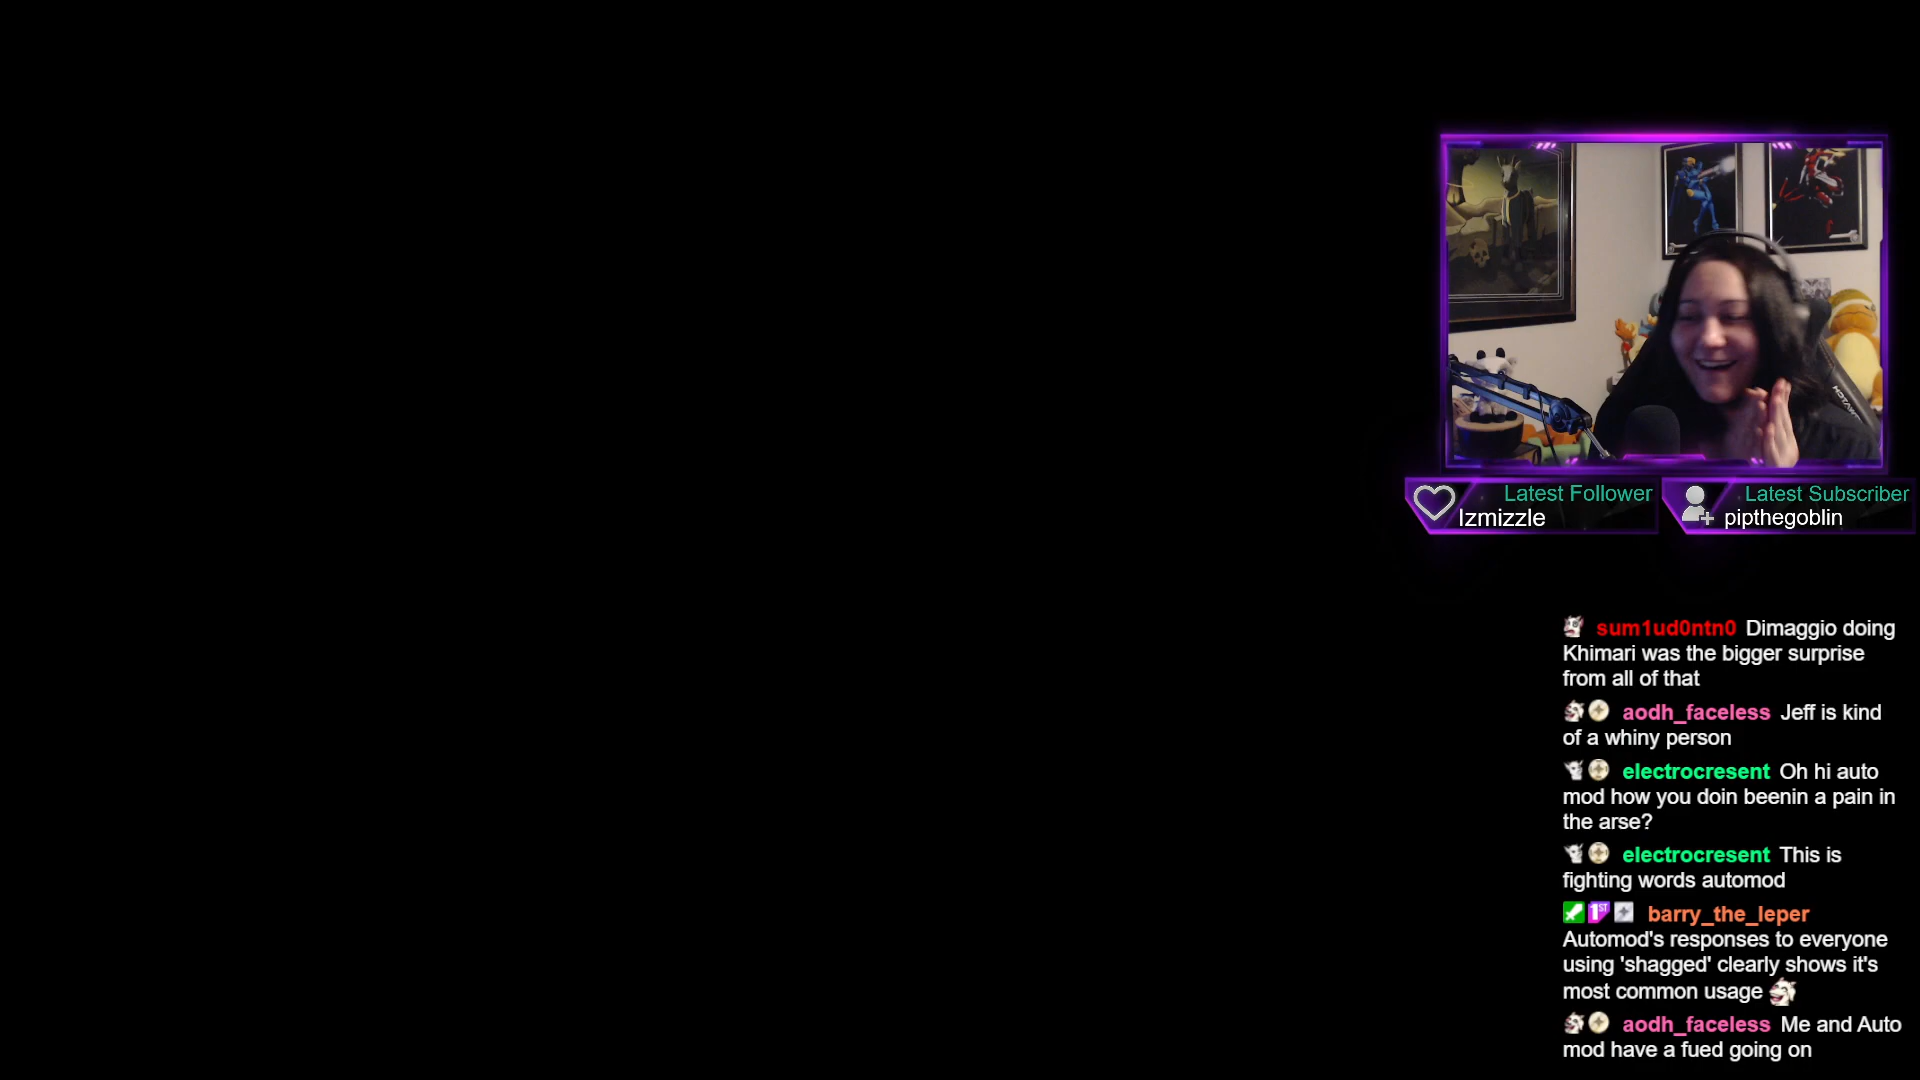 HOTAW
Latest Follower
Latest Subscriber
Izmizzle
pipthegoblin
sum1ud0ntn0 Dimaggio doing
Khimari was the bigger surprise
from all of that
aodh_faceless Jeff is kind
of a whiny person
electrocresent Oh hi auto
mod how you doin beenin a pain in
the arse?
electrocresent This is
fighting words automod
1ST barry_the_leper
Automod's responses to everyone
using 'shagged' clearly shows it's
most common usage
aodh_faceless Me and Auto
mod have a fued going on